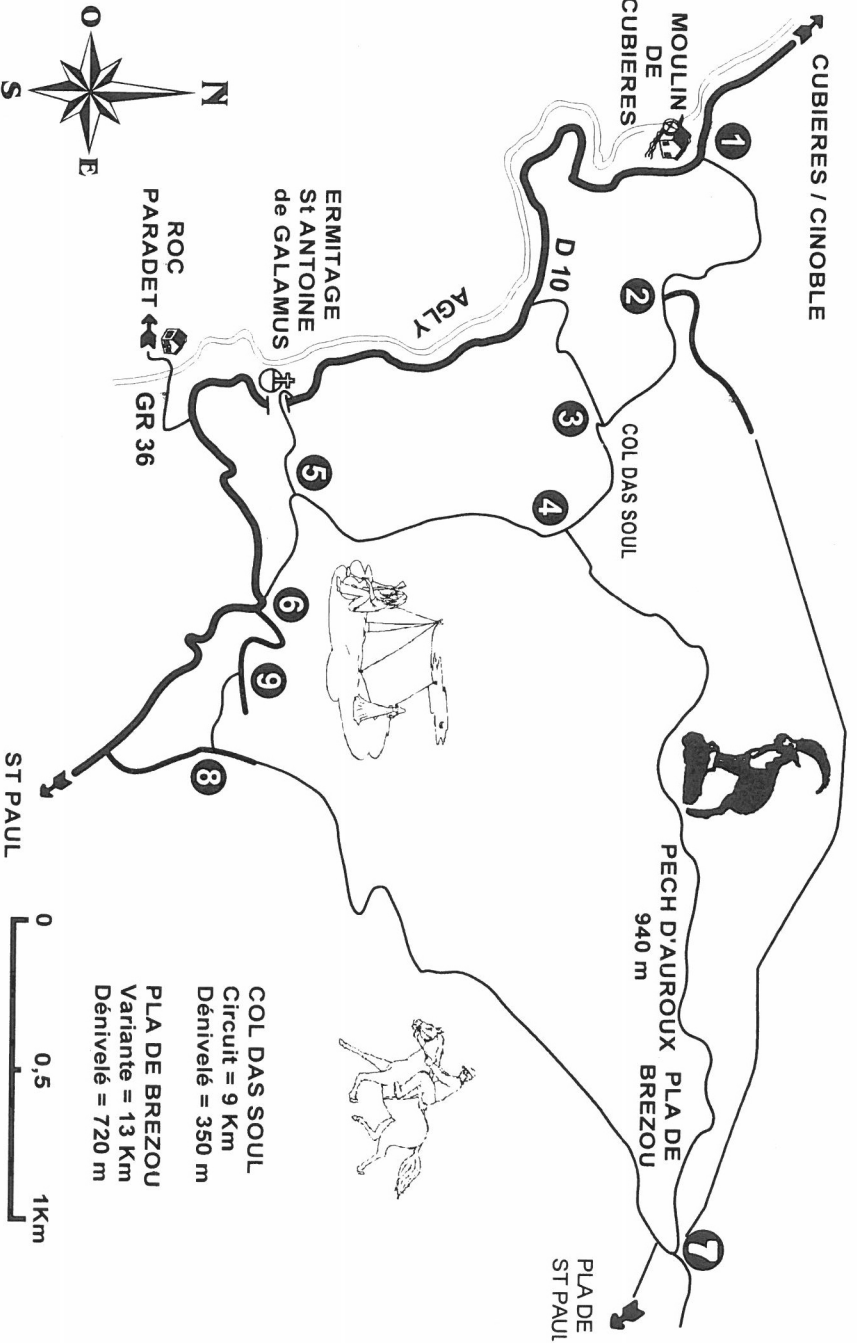 CUBIERES / CINOBLE
MOULIN
DE
CUBIERES
1
2
D 10
3
COL DAS SOUL
4
AGLY
ERMITAGE
St ANTOINE
de GALAMUS
5
ROC
PARADET
GR 36
6
9
8
ST PAUL
PECH D'AUROUX
940 m
PLA DE
BREZOU
7
PLA DE
ST PAUL
N
O
E
S
COL DAS SOUL
Circuit = 9 Km
Dénivelé = 350 m
PLA DE BREZOU
Variante = 13 Km
Dénivelé = 720 m
0
0,5
1Km